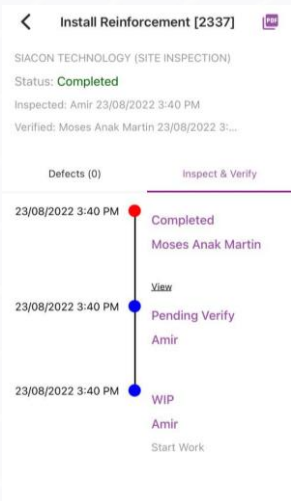 Install Reinforcement [2337]
PDF
SIACON TECHNOLOGY (SITE INSPECTION)
Status: Completed
Inspected: Amir 23/08/2022 3:40 PM
Verified: Moses Anak Martin 23/08/2022 3:...
Defects (0)
Inspect & Verify
23/08/2022 3:40 PM
Completed
Moses Anak Martin
View
23/08/2022 3:40 PM
Pending Verify
Amir
23/08/2022 3:40 PM
WIP
Amir
Start Work